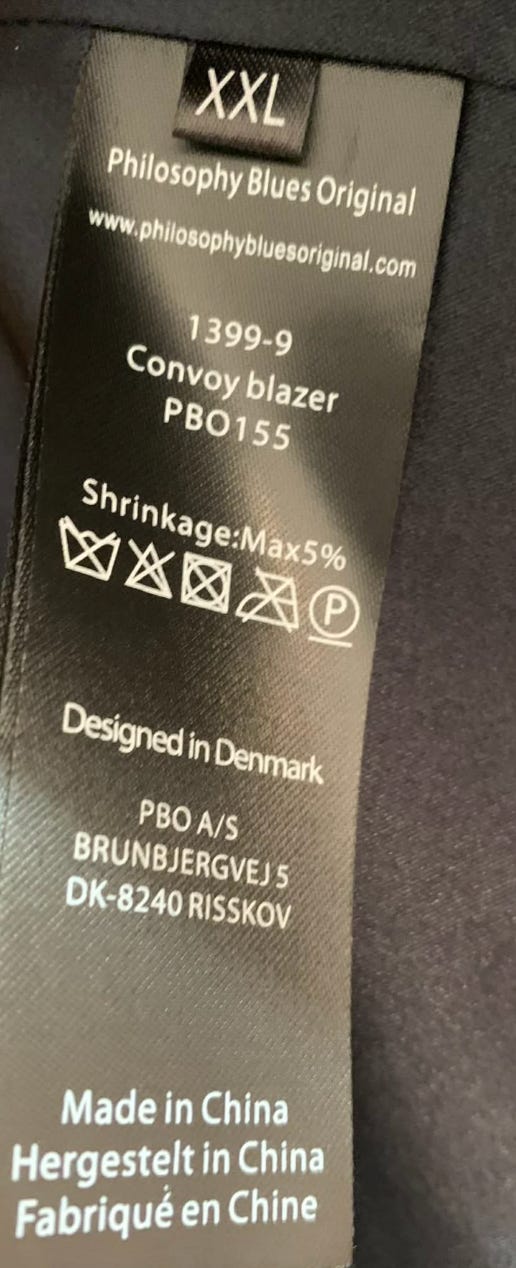 XXL
Philosophy Blues Original
www.philosophybluesoriginal.com
1399-9
Convoy blazer
PBO155
Shrinkage:Max5%
P
Designed in Denmark
PBO A/S
BRUNBJERGVEJ 5
DK-8240 RISSKOV
Made in China
Hergestelt in China
Fabriqué en Chine